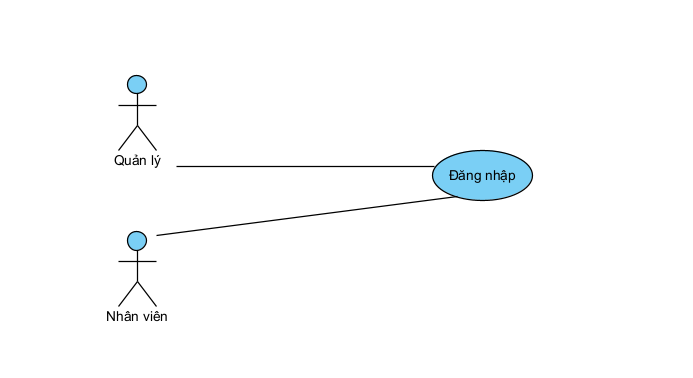 Quản lý
Đăng nhập
Nhân viên